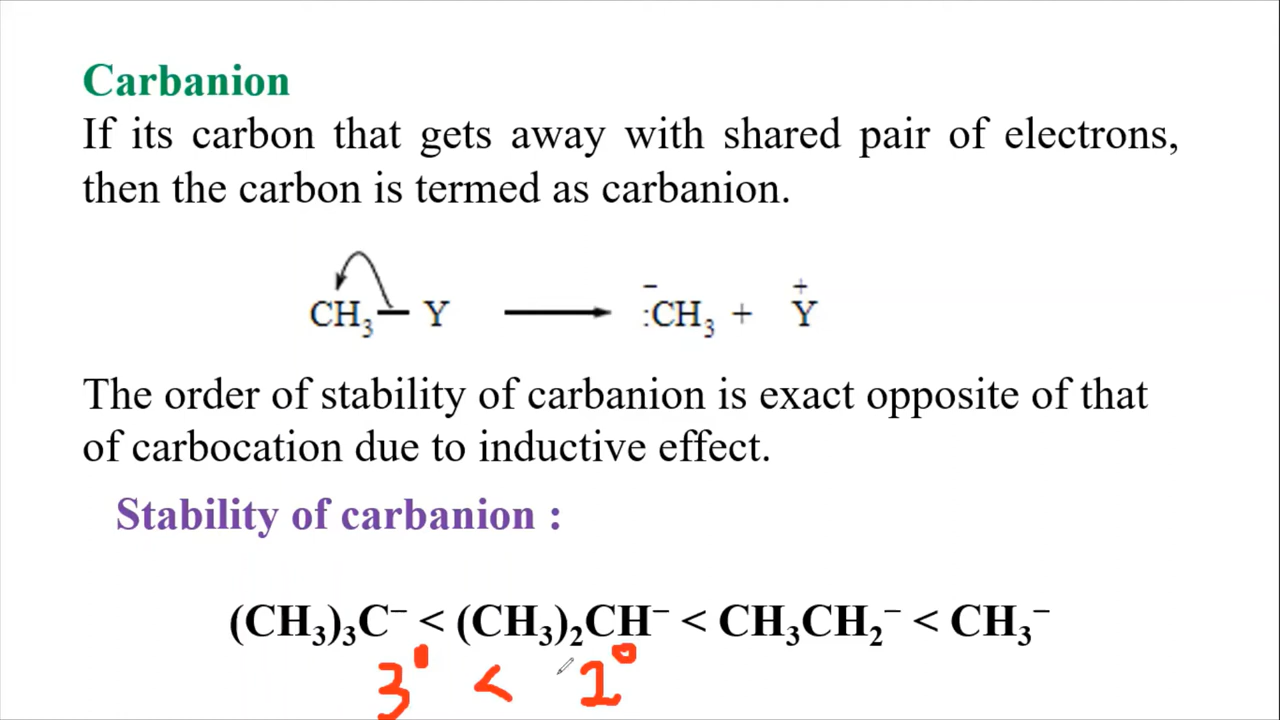 Carbanion
If its carbon that gets away with shared pair of electrons,
then the carbon is termed as carbanion.
CH₃ — Y ⟶ :C̄H₃ + Y⁺
The order of stability of carbanion is exact opposite of that
of carbocation due to inductive effect.
Stability of carbanion :
(CH₃)₃C⁻ < (CH₃)₂CH⁻ < CH₃CH₂⁻ < CH₃⁻
3° < 2°